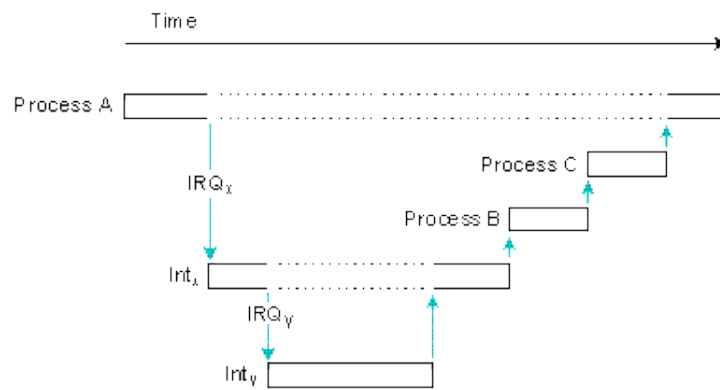 Time
Process A
Process C
IRQx
Process B
Intx
IRQy
Inty